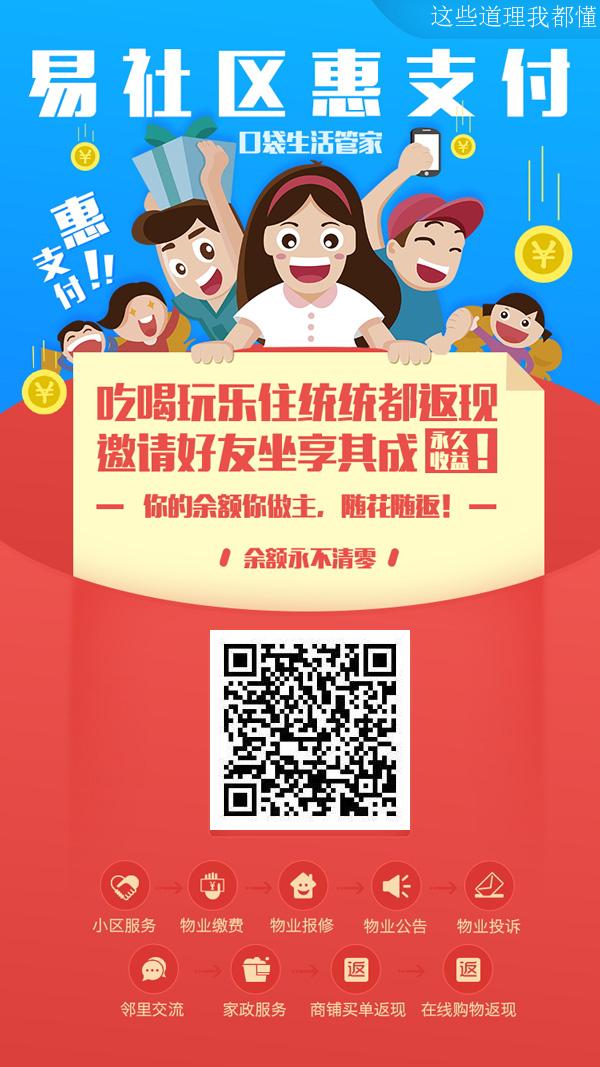 这些道理我都懂
易社区惠支付
口袋生活管家
惠
支付!!
吃喝玩乐住统统都返现
邀请好友坐享其成永久收益!
你的余额你做主,随花随返!
余额永不清零
小区服务 物业缴费 物业报修 物业公告 物业投诉
邻里交流 家政服务 商铺买单返现 在线购物返现
返 返